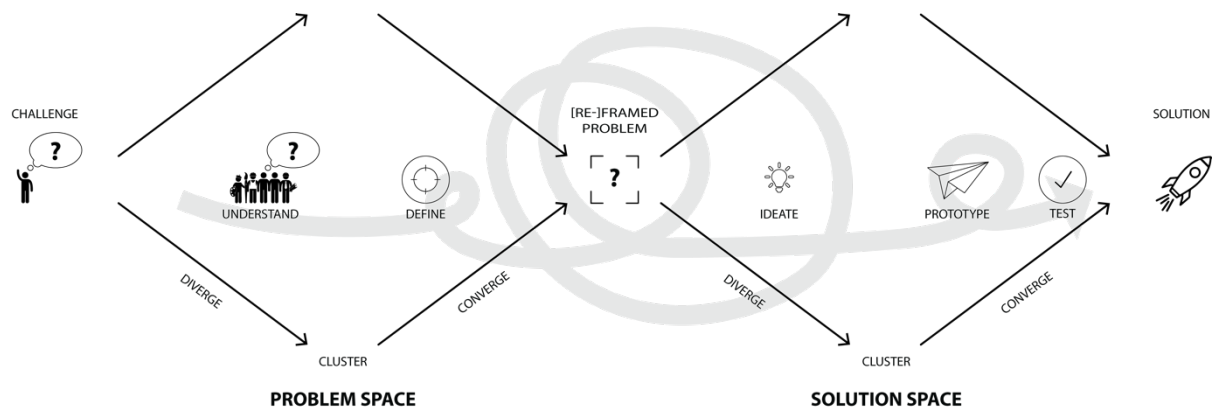 CHALLENGE
?
?
UNDERSTAND
DEFINE
[RE-]FRAMED
PROBLEM
?
IDEATE
PROTOTYPE
TEST
SOLUTION
DIVERGE
CONVERGE
DIVERGE
CONVERGE
CLUSTER
CLUSTER
PROBLEM SPACE
SOLUTION SPACE